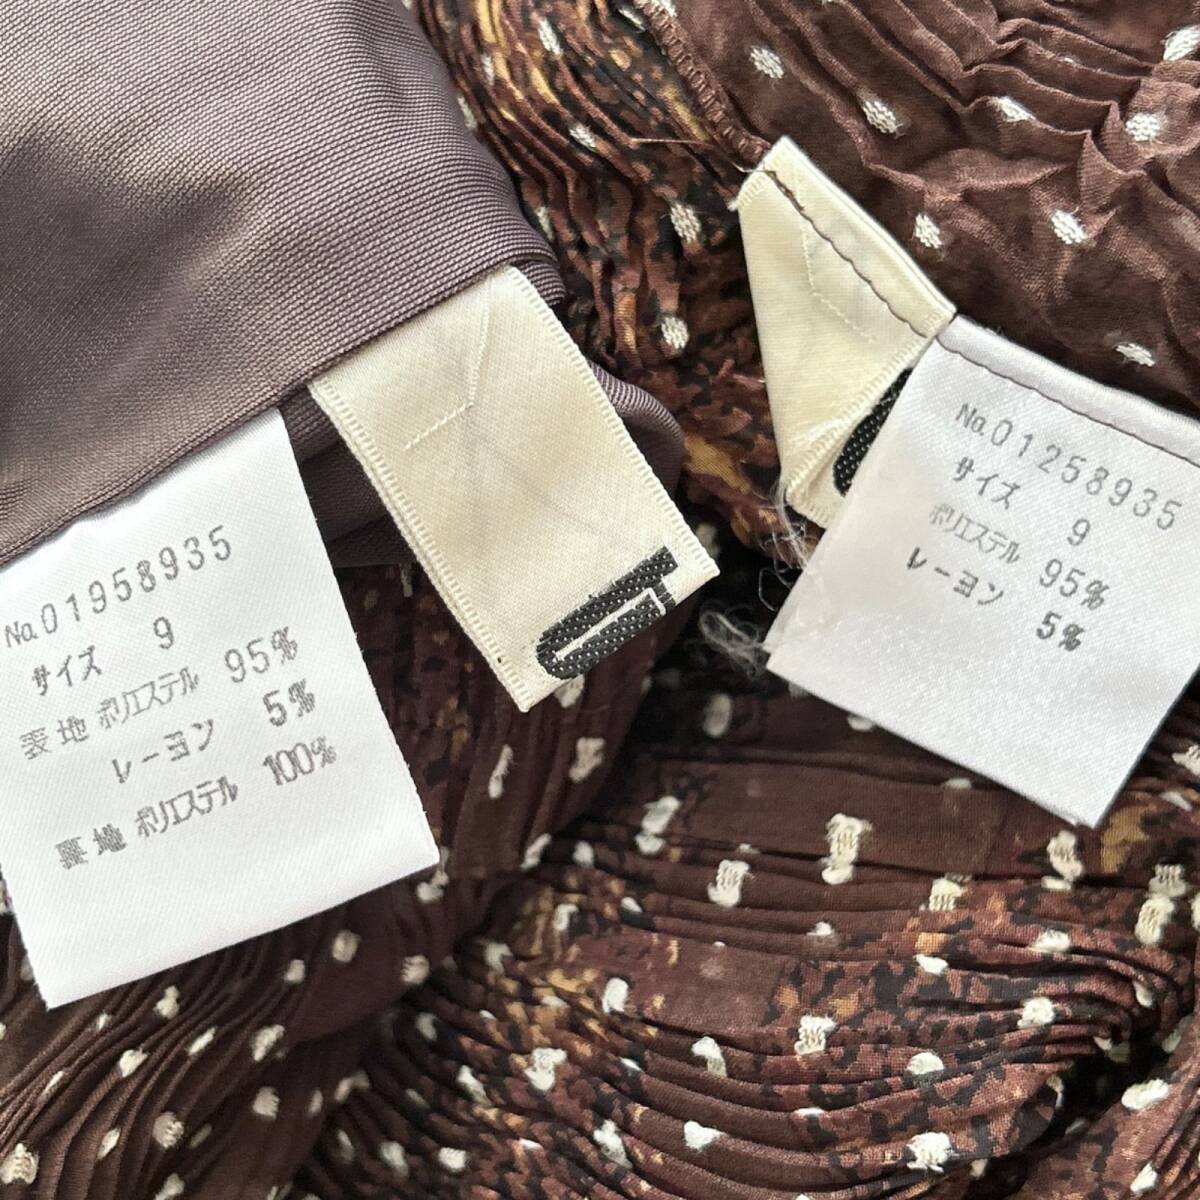 No.01958935
サイズ 9
表地 ポリエステル 95%
レーヨン 5%
裏地 ポリエステル 100%
No.01258935
サイズ 9
ポリエステル 95%
レーヨン 5%